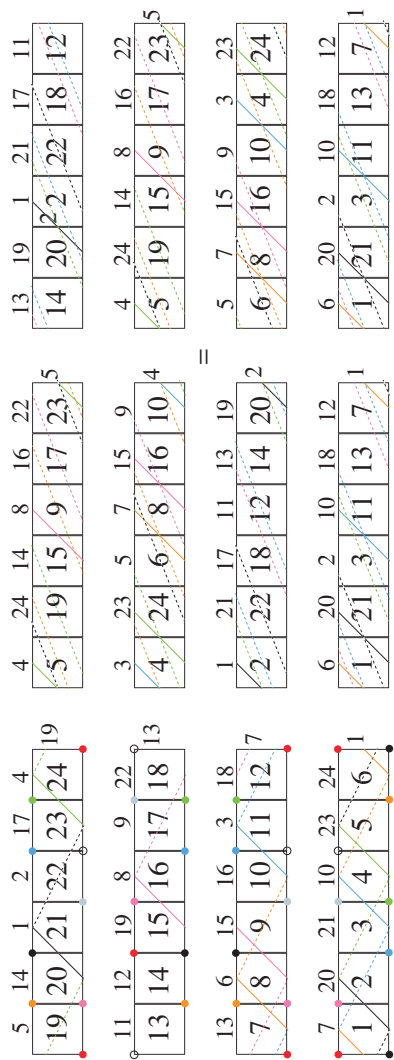 5 14 1 2 17 4
19 20 21 22 23 24 19
11 12 19 8 9 22
13 14 15 16 17 18 13
13 6 15 16 3 18
7 8 9 10 11 12 7
7 20 21 10 23 24
1 2 3 4 5 6 1
4 24 14 8 16 22
5 19 15 9 17 23 5
3 23 5 7 15 9
4 24 6 8 16 10 4
1 21 17 11 13 19
2 22 18 12 14 20 2
6 20 2 10 18 12
1 21 3 11 13 7 1
=
13 19 1 21 17 11
14 20 2 2 22 18 12
4 24 14 8 16 22
5 19 15 9 17 23 5
5 7 15 9 3 23
6 8 16 10 4 24
6 20 2 10 18 12
1 21 3 11 13 7 1